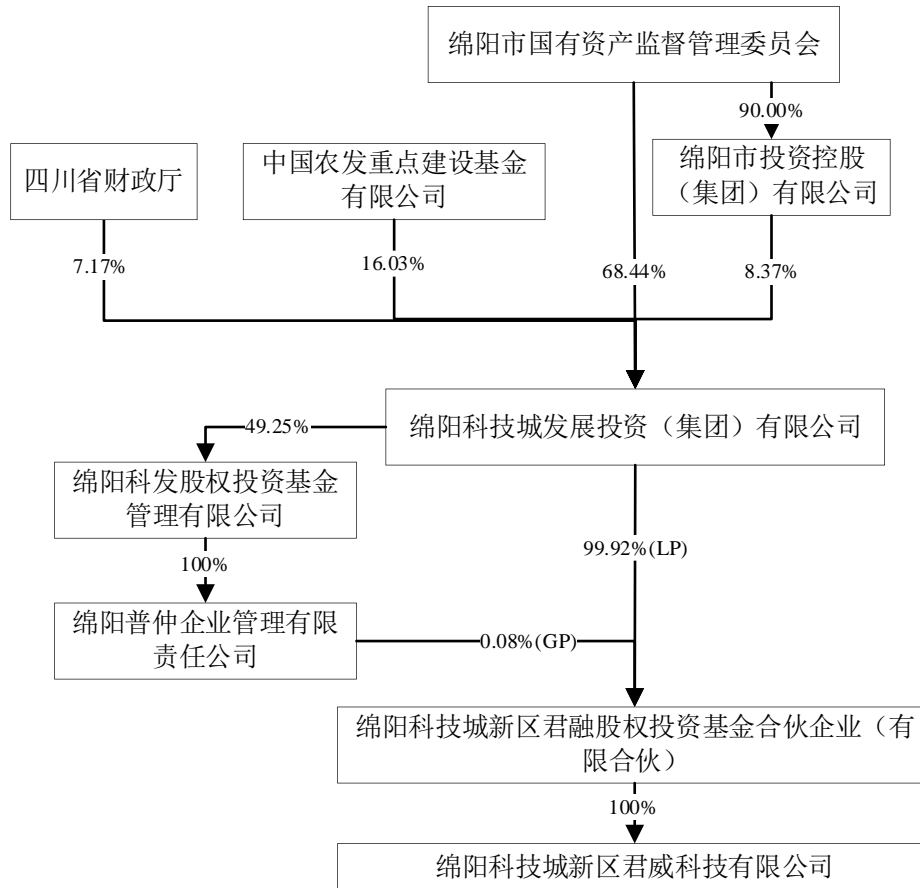 绵阳市国有资产监督管理委员会
90.00%
四川省财政厅
中国农发重点建设基金
有限公司
绵阳市投资控股
（集团）有限公司
7.17%
16.03%
68.44%
8.37%
绵阳科技城发展投资（集团）有限公司
49.25%
绵阳科发股权投资基金
管理有限公司
99.92%(LP)
100%
绵阳普仲企业管理有限
责任公司
0.08%(GP)
绵阳科技城新区君融股权投资基金合伙企业（有
限合伙）
100%
绵阳科技城新区君威科技有限公司